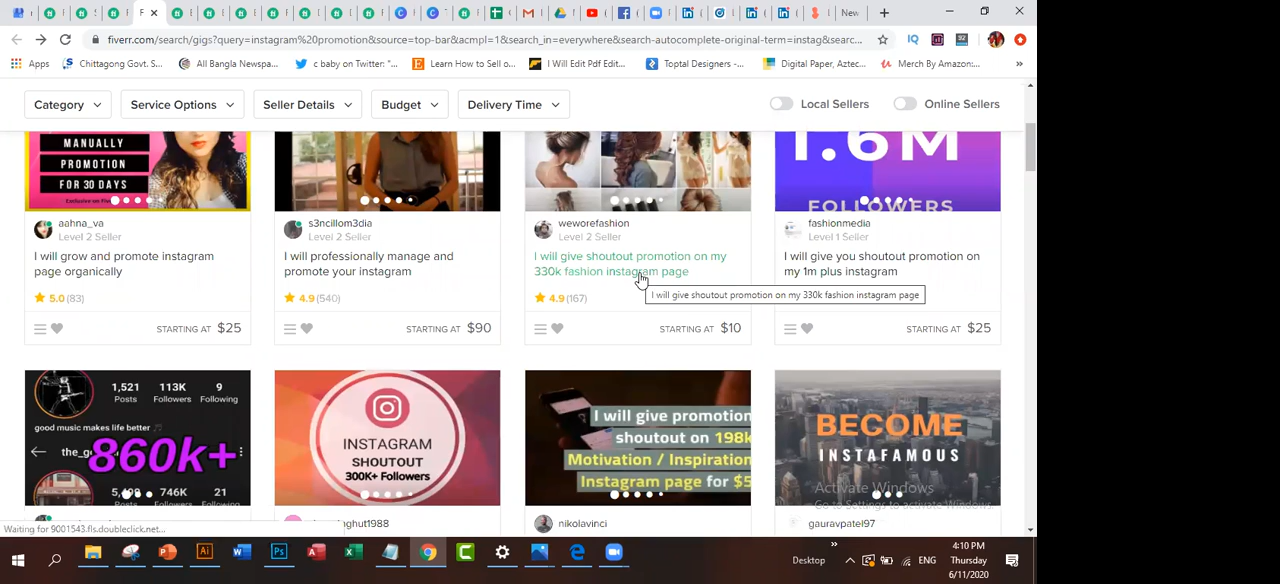 F
New
fiverr.com/search/gigs?query=instagram%20promotion&source=top-bar&acmpl=1&search_in=everywhere&search-autocomplete-original-term=instag&searc...
Apps Chittagong Govt. S... All Bangla Newspa... c baby on Twitter: "... Learn How to Sell o... I Will Edit Pdf Edit... Toptal Designers -... Digital Paper, Aztec... Merch By Amazon:... »
Category Service Options Seller Details Budget Delivery Time Local Sellers Online Sellers
MANUALLY
PROMOTION
FOR 30 DAYS
Exclusive on Fiv
1.6M
FOLLOWERS
aahna_va
Level 2 Seller
I will grow and promote instagram
page organically
5.0 (83)
STARTING AT $25
s3ncillom3dia
Level 2 Seller
I will professionally manage and
promote your instagram
4.9 (540)
STARTING AT $90
weworefashion
Level 2 Seller
I will give shoutout promotion on my
330k fashion instagram page
4.9 (167)
I will give shoutout promotion on my 330k fashion instagram page
STARTING AT $10
fashionmedia
Level 1 Seller
I will give you shoutout promotion on
my 1m plus instagram
STARTING AT $25
1,521 113K 9
Posts Followers Following
good music makes life better
the_g
860k+
746K 21
Posts Followers Following
INSTAGRAM
SHOUTOUT
300K+ Followers
I will give promotion
shoutout on 198k
Motivation / Inspiration
Instagram page for $5
BECOME
INSTAFAMOUS
Activate Windows
Go to Settings to activate Windows.
nikolavinci
gauravpatel97
Waiting for 9001543.fls.doubleclick.net...
Desktop » ENG
4:10 PM
Thursday
6/11/2020